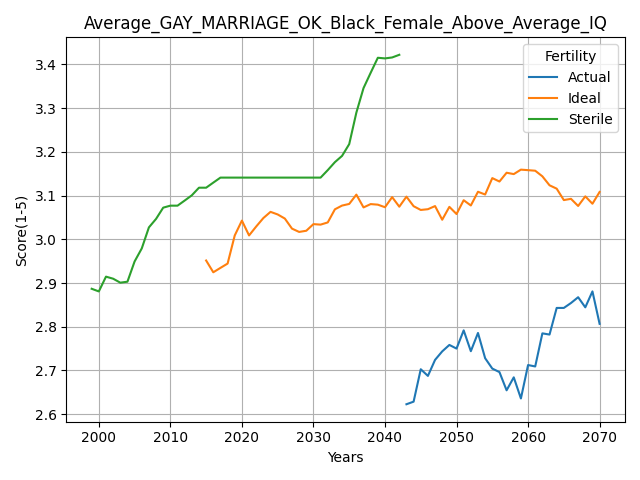 Average_GAY_MARRIAGE_OK_Black_Female_Above_Average_IQ
Fertility
Actual
Ideal
Sterile
Score(1-5)
3.4
3.3
3.2
3.1
3.0
2.9
2.8
2.7
2.6
2000
2010
2020
2030
2040
2050
2060
2070
Years